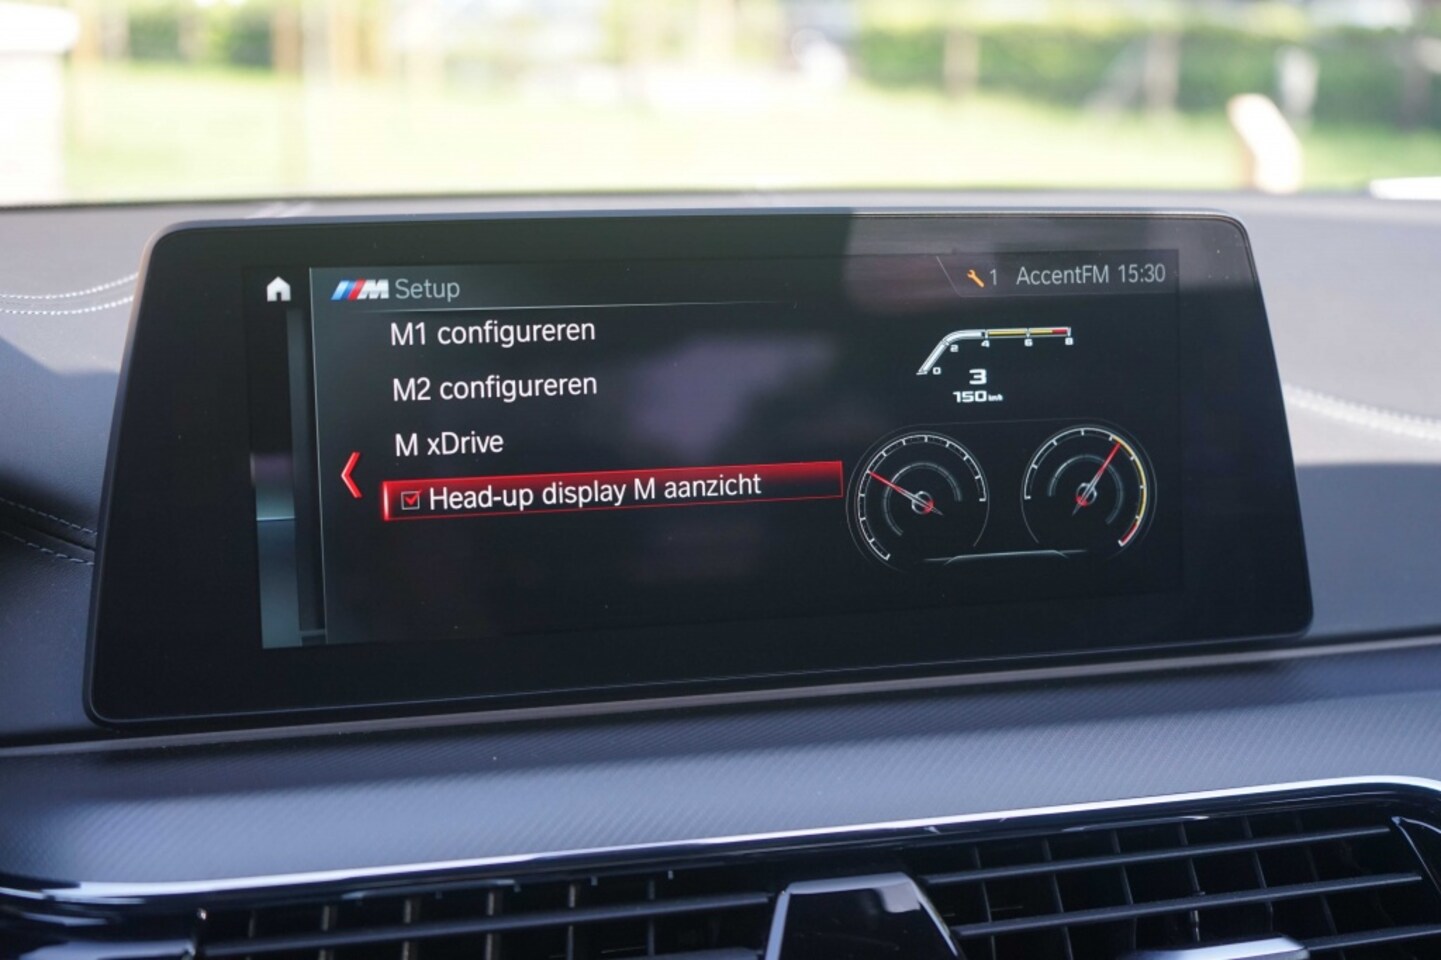 M Setup
1 AccentFM 15:30
M1 configureren
M2 configureren
M xDrive
Head-up display M aanzicht
0 2 4 6 8
3
150 km/h